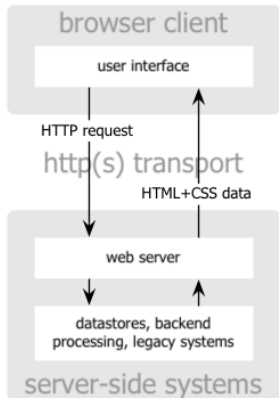 browser client
user interface
HTTP request
http(s) transport
HTML+CSS data
web server
datastores, backend
processing, legacy systems
server-side systems